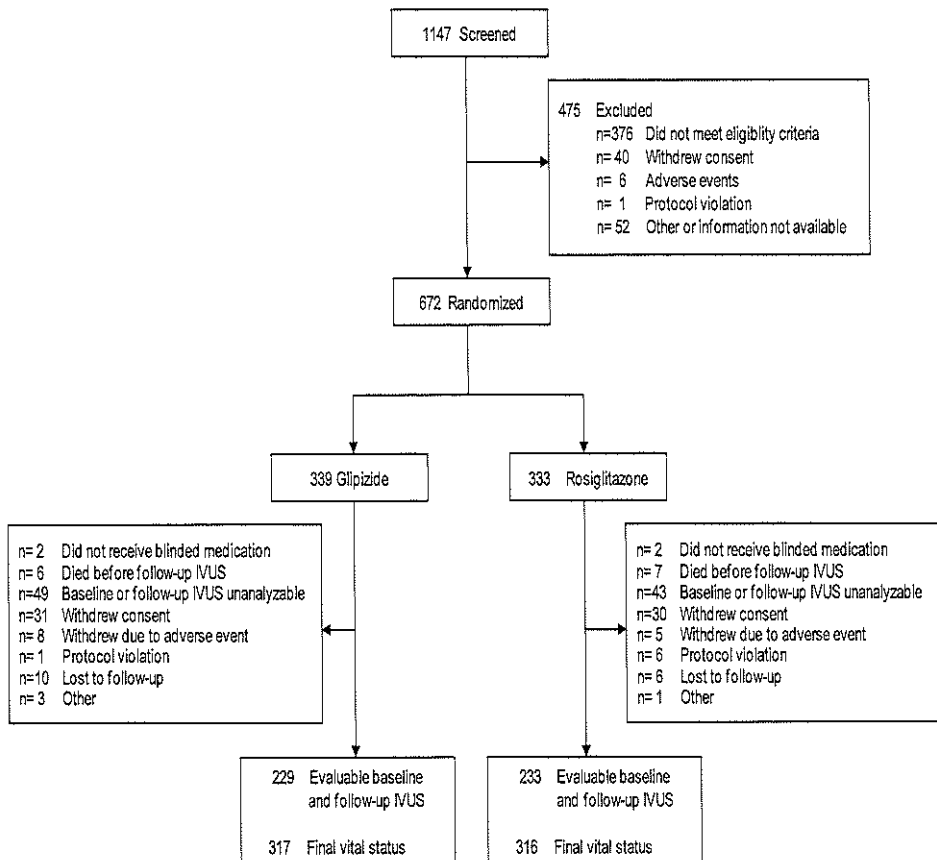 1147 Screened
475 Excluded
n=376 Did not meet eligiblity criteria
n= 40 Withdrew consent
n= 6 Adverse events
n= 1 Protocol violation
n= 52 Other or information not available
672 Randomized
339 Glipizide
333 Rosiglitazone
n= 2 Did not receive blinded medication
n= 6 Died before follow-up IVUS
n=49 Baseline or follow-up IVUS unanalyzable
n=31 Withdrew consent
n= 8 Withdrew due to adverse event
n= 1 Protocol violation
n=10 Lost to follow-up
n= 3 Other
n= 2 Did not receive blinded medication
n= 7 Died before follow-up IVUS
n=43 Baseline or follow-up IVUS unanalyzable
n=30 Withdrew consent
n= 5 Withdrew due to adverse event
n= 6 Protocol violation
n= 6 Lost to follow-up
n= 1 Other
229 Evaluable baseline
and follow-up IVUS
317 Final vital status
233 Evaluable baseline
and follow-up IVUS
316 Final vital status